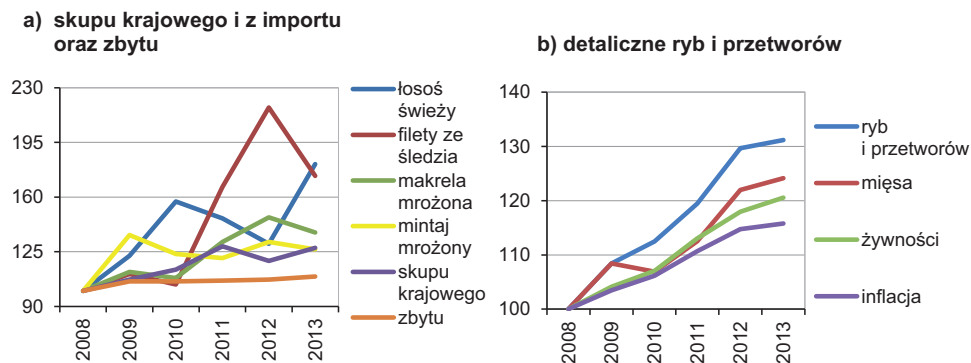 a) skupu krajowego i z importu
oraz zbytu
230
195
160
125
90
2008
2009
2010
2011
2012
2013
łosoś
świeży
filety ze
śledzia
makrela
mrożona
mintaj
mrożony
skupu
krajowego
zbytu
b) detaliczne ryb i przetworów
140
130
120
110
100
2008
2009
2010
2011
2012
2013
ryb
i przetworów
mięsa
żywności
inflacja